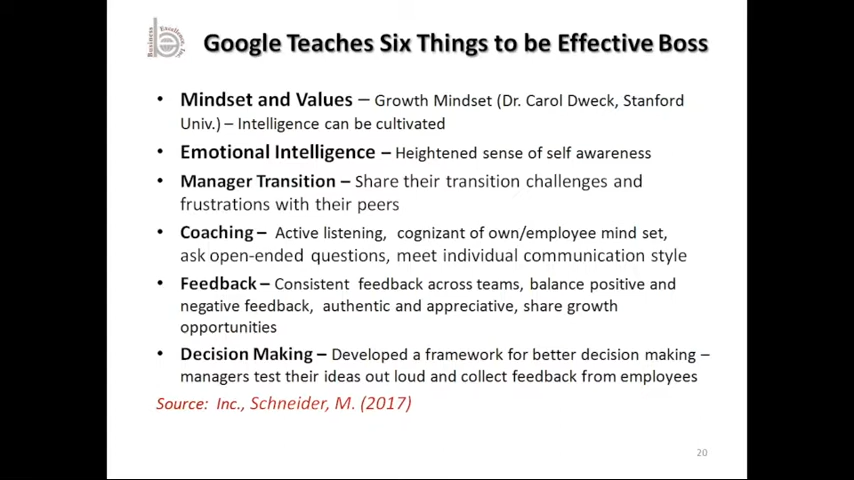 Business Excellence, Inc.
Google Teaches Six Things to be Effective Boss
• Mindset and Values – Growth Mindset (Dr. Carol Dweck, Stanford
Univ.) – Intelligence can be cultivated
• Emotional Intelligence – Heightened sense of self awareness
• Manager Transition – Share their transition challenges and
frustrations with their peers
• Coaching – Active listening, cognizant of own/employee mind set,
ask open-ended questions, meet individual communication style
• Feedback – Consistent feedback across teams, balance positive and
negative feedback, authentic and appreciative, share growth
opportunities
• Decision Making – Developed a framework for better decision making –
managers test their ideas out loud and collect feedback from employees
Source: Inc., Schneider, M. (2017)
20